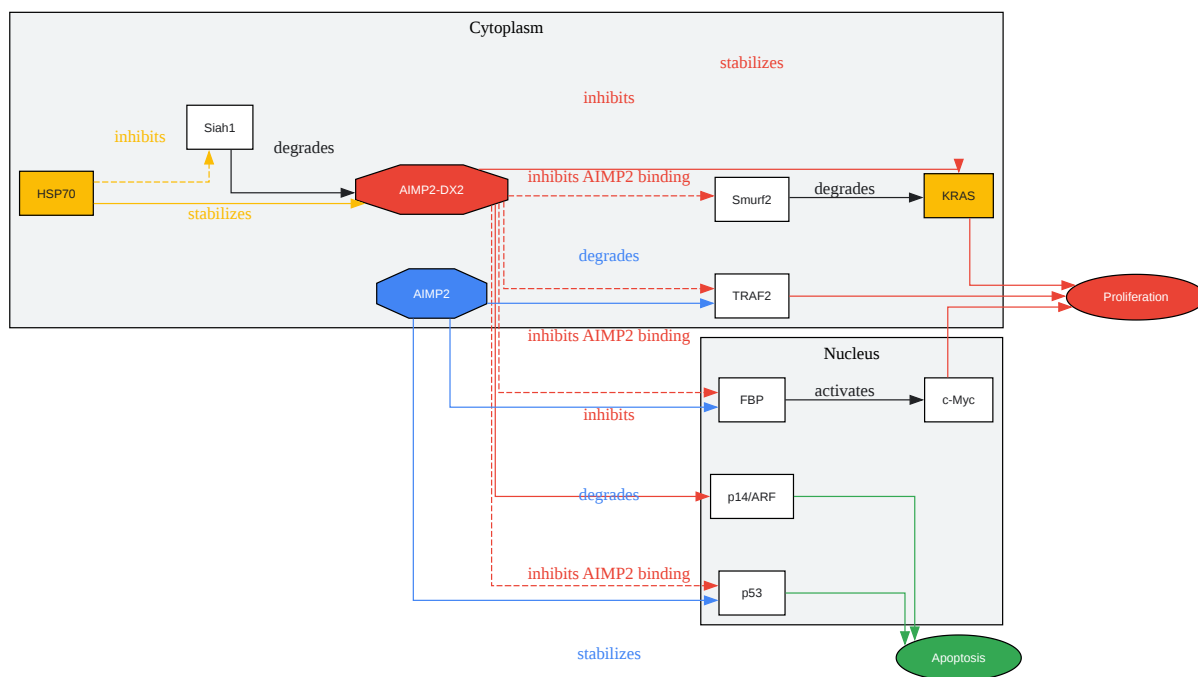 Cytoplasm
stabilizes
inhibits
Siah1
inhibits
degrades
HSP70
AIMP2-DX2
inhibits AIMP2 binding
degrades
KRAS
Smurf2
stabilizes
degrades
AIMP2
TRAF2
Proliferation
inhibits AIMP2 binding
Nucleus
FBP
activates
c-Myc
inhibits
degrades
p14/ARF
inhibits AIMP2 binding
p53
stabilizes
Apoptosis